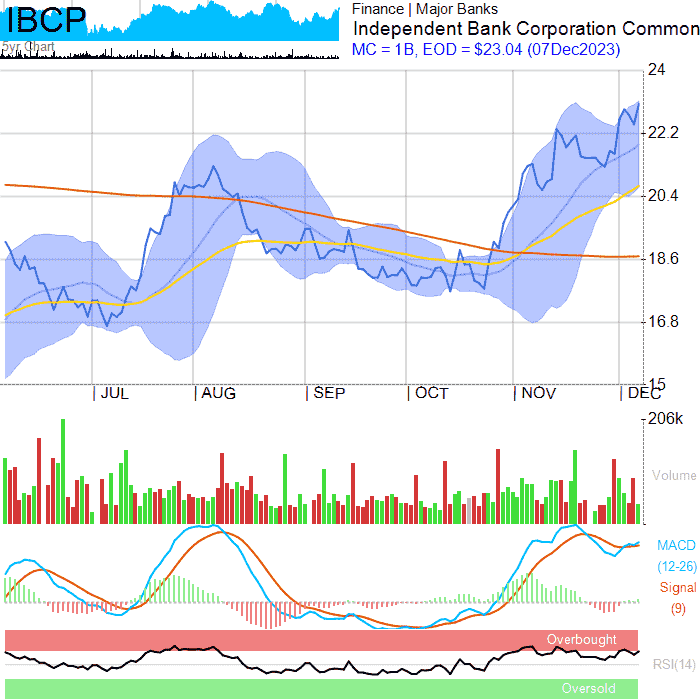 IBCP
5yr Chart
Finance | Major Banks
Independent Bank Corporation Common
MC = 1B, EOD = $23.04 (07Dec2023)
24
22.2
20.4
18.6
16.8
15
JUL AUG SEP OCT NOV DEC
206k
Volume
MACD
(12-26)
Signal
(9)
Overbought
RSI(14)
Oversold